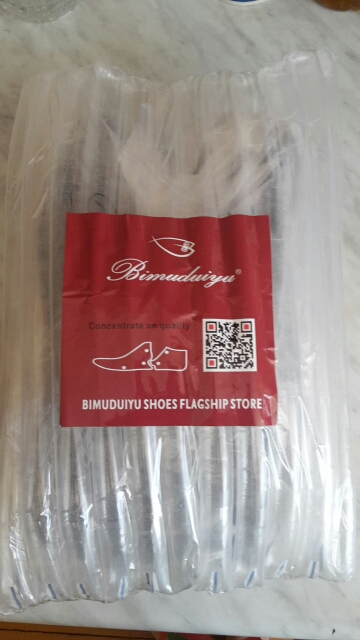 Bimuduiyu®
Concentrate on quality
BIMUDUIYU SHOES FLAGSHIP STORE